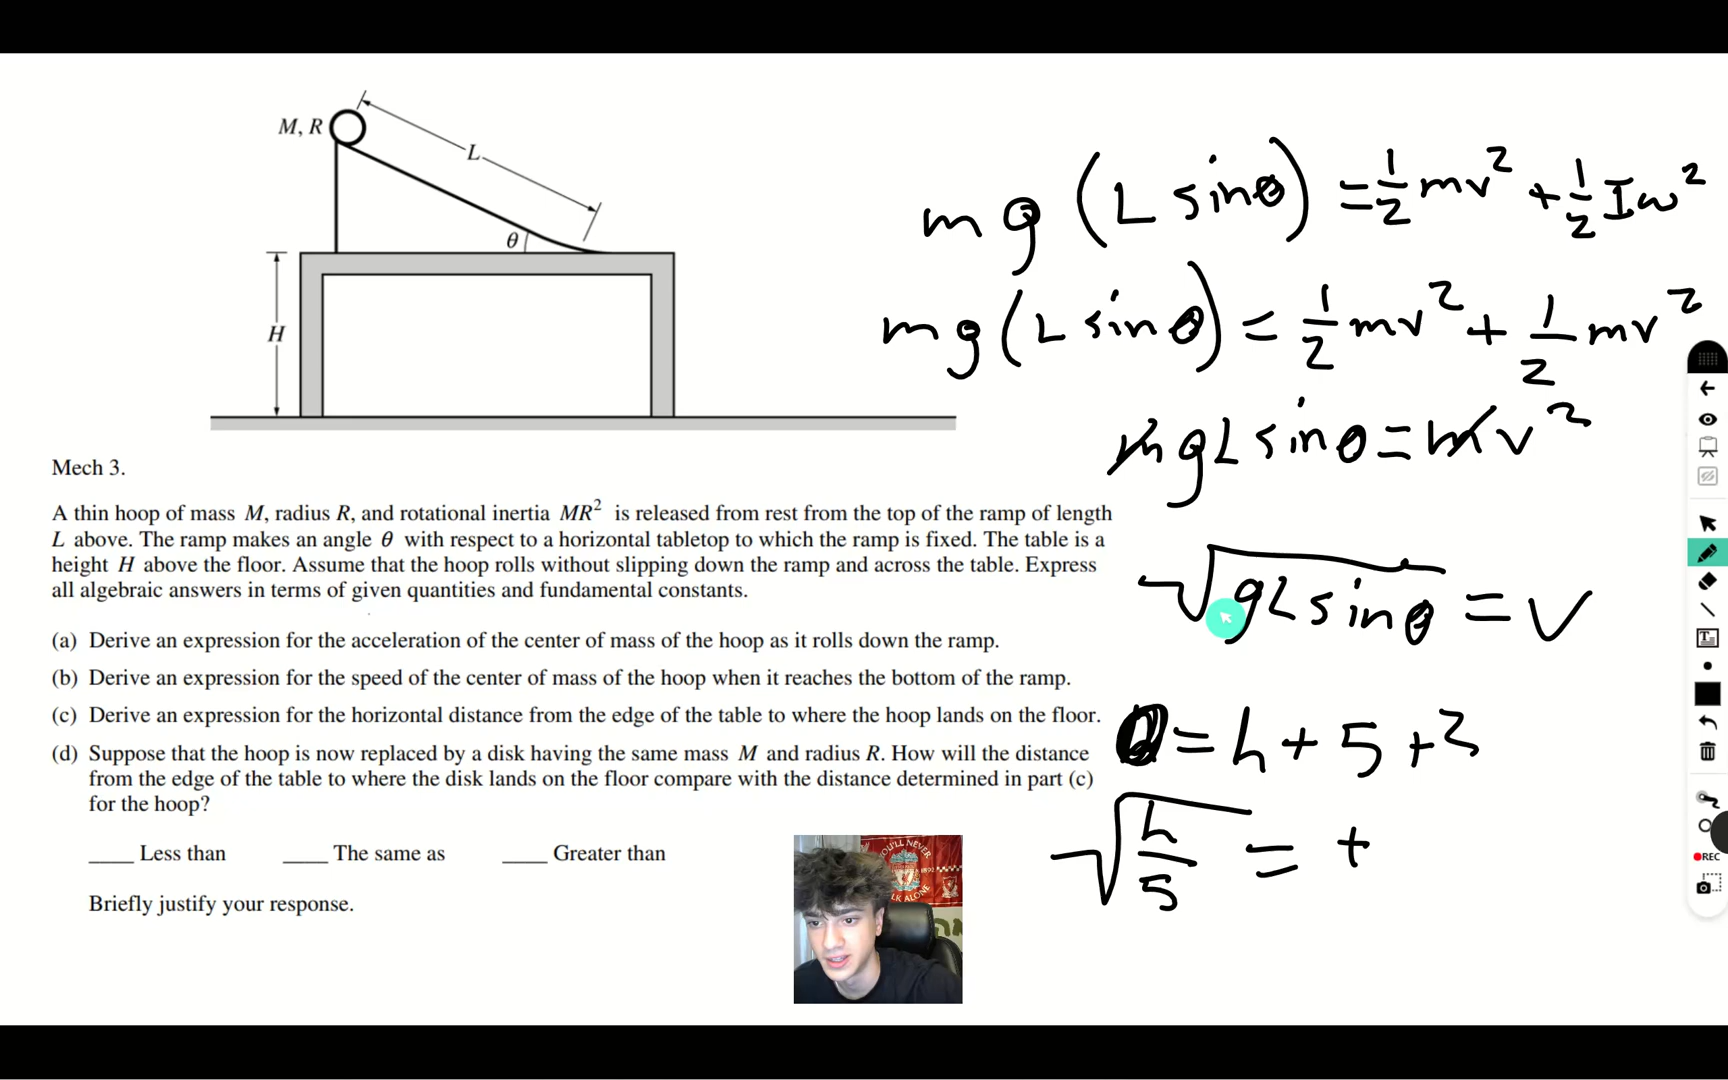 M, R
L
θ
H
Mech 3.
A thin hoop of mass M, radius R, and rotational inertia MR² is released from rest from the top of the ramp of length
L above. The ramp makes an angle θ with respect to a horizontal tabletop to which the ramp is fixed. The table is a
height H above the floor. Assume that the hoop rolls without slipping down the ramp and across the table. Express
all algebraic answers in terms of given quantities and fundamental constants.
(a) Derive an expression for the acceleration of the center of mass of the hoop as it rolls down the ramp.
(b) Derive an expression for the speed of the center of mass of the hoop when it reaches the bottom of the ramp.
(c) Derive an expression for the horizontal distance from the edge of the table to where the hoop lands on the floor.
(d) Suppose that the hoop is now replaced by a disk having the same mass M and radius R. How will the distance
from the edge of the table to where the disk lands on the floor compare with the distance determined in part (c)
for the hoop?
____ Less than ____ The same as ____ Greater than
Briefly justify your response.
mg (L sinθ) = 1/2 mv² + 1/2 Iω²
mg (L sinθ) = 1/2 mv² + 1/2 mv²
mgL sinθ = mv²
√gLsinθ = v
0 = h + 5t²
√h/5 = t
YOU'LL NEVER
LK ALONE
REC